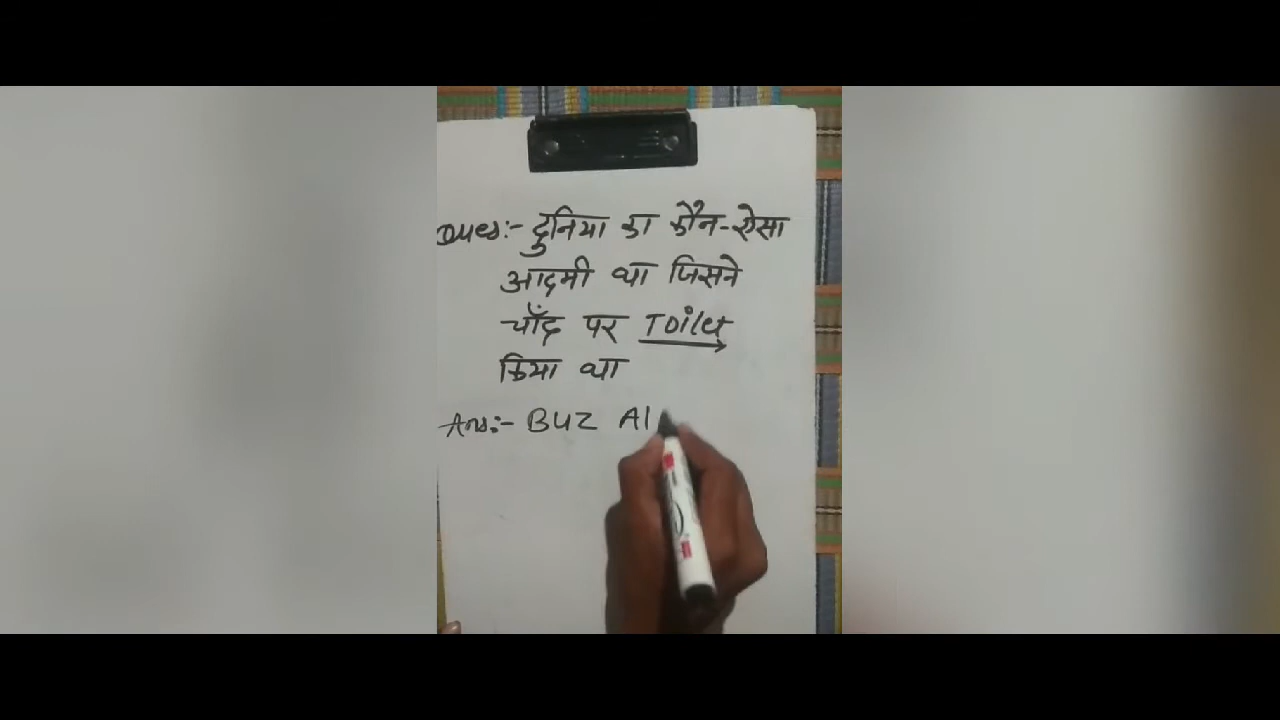 Ques:- दुनिया का कौन-ऐसा
आदमी था जिसने
चाँद पर Toilet
किया था
Ans:- BUZ Al